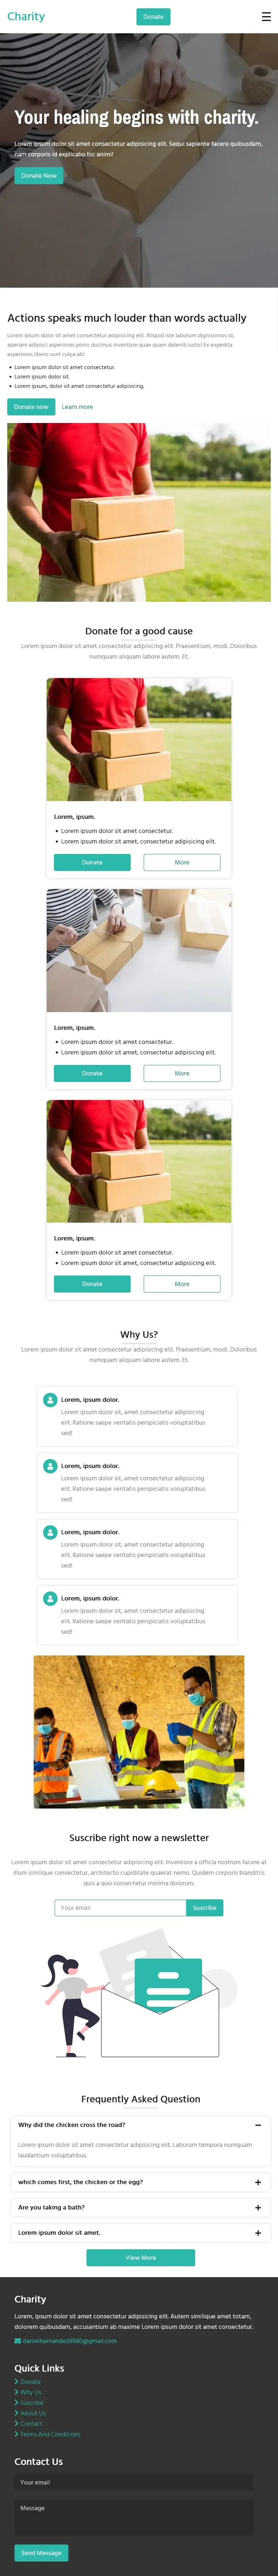 Charity
Donate
Your healing begins with charity.
Lorem ipsum dolor sit amet consectetur adipisicing elit. Sequi sapiente facere quibusdam,
nam corporis id explicabo hic animi!
Donate Now
Actions speaks much louder than words actually
Lorem ipsum dolor sit amet consectetur adipisicing elit. Aliquid iste laborum dignissimos id,
aperiam adipisci asperiores porro ducimus inventore quae quam deleniti iusto! Ex expedita
asperiores libero sunt culpa ab!
Lorem ipsum dolor sit amet consectetur.
Lorem ipsum dolor sit.
Lorem ipsum, dolor sit amet consectetur adipisicing.
Donate now
Learn more
Donate for a good cause
Lorem ipsum dolor sit amet consectetur adipisicing elit. Praesentium, modi. Doloribus
numquam aliquam labore autem. Et.
Lorem, ipsum.
Lorem ipsum dolor sit amet consectetur.
Lorem ipsum dolor sit amet, consectetur adipisicing elit.
Donate
More
Lorem, ipsum.
Lorem ipsum dolor sit amet consectetur.
Lorem ipsum dolor sit amet, consectetur adipisicing elit.
Donate
More
Lorem, ipsum.
Lorem ipsum dolor sit amet consectetur.
Lorem ipsum dolor sit amet, consectetur adipisicing elit.
Donate
More
Why Us?
Lorem ipsum dolor sit amet consectetur adipisicing elit. Praesentium, modi. Doloribus
numquam aliquam labore autem. Et.
Lorem, ipsum dolor.
Lorem ipsum dolor sit, amet consectetur adipisicing
elit. Ratione saepe veritatis perspiciatis voluptatibus
sed!
Lorem, ipsum dolor.
Lorem ipsum dolor sit, amet consectetur adipisicing
elit. Ratione saepe veritatis perspiciatis voluptatibus
sed!
Lorem, ipsum dolor.
Lorem ipsum dolor sit, amet consectetur adipisicing
elit. Ratione saepe veritatis perspiciatis voluptatibus
sed!
Lorem, ipsum dolor.
Lorem ipsum dolor sit, amet consectetur adipisicing
elit. Ratione saepe veritatis perspiciatis voluptatibus
sed!
Suscribe right now a newsletter
Lorem ipsum dolor sit amet consectetur adipisicing elit. Inventore a officia nostrum facere at
illum similique consectetur, architecto cupiditate quaerat nemo. Quidem corporis blanditiis
quis a quo consectetur minima dolorum.
Your email
Suscribe
Frequently Asked Question
Why did the chicken cross the road?
Lorem ipsum dolor sit amet consectetur adipisicing elit. Laborum tempora numquam
laudantium voluptatibus.
which comes first, the chicken or the egg?
Are you taking a bath?
Lorem ipsum dolor sit amet.
View More
Charity
Lorem, ipsum dolor sit amet consectetur adipisicing elit. Autem similique amet totam,
dolorem quibusdam, accusantium ab maxime Lorem ipsum dolor sit amet consectetur.
danielhernandez9980@gmail.com
Quick Links
Donate
Why Us
Suscribe
About Us
Contact
Terms And Conditions
Contact Us
Your email
Message
Send Message